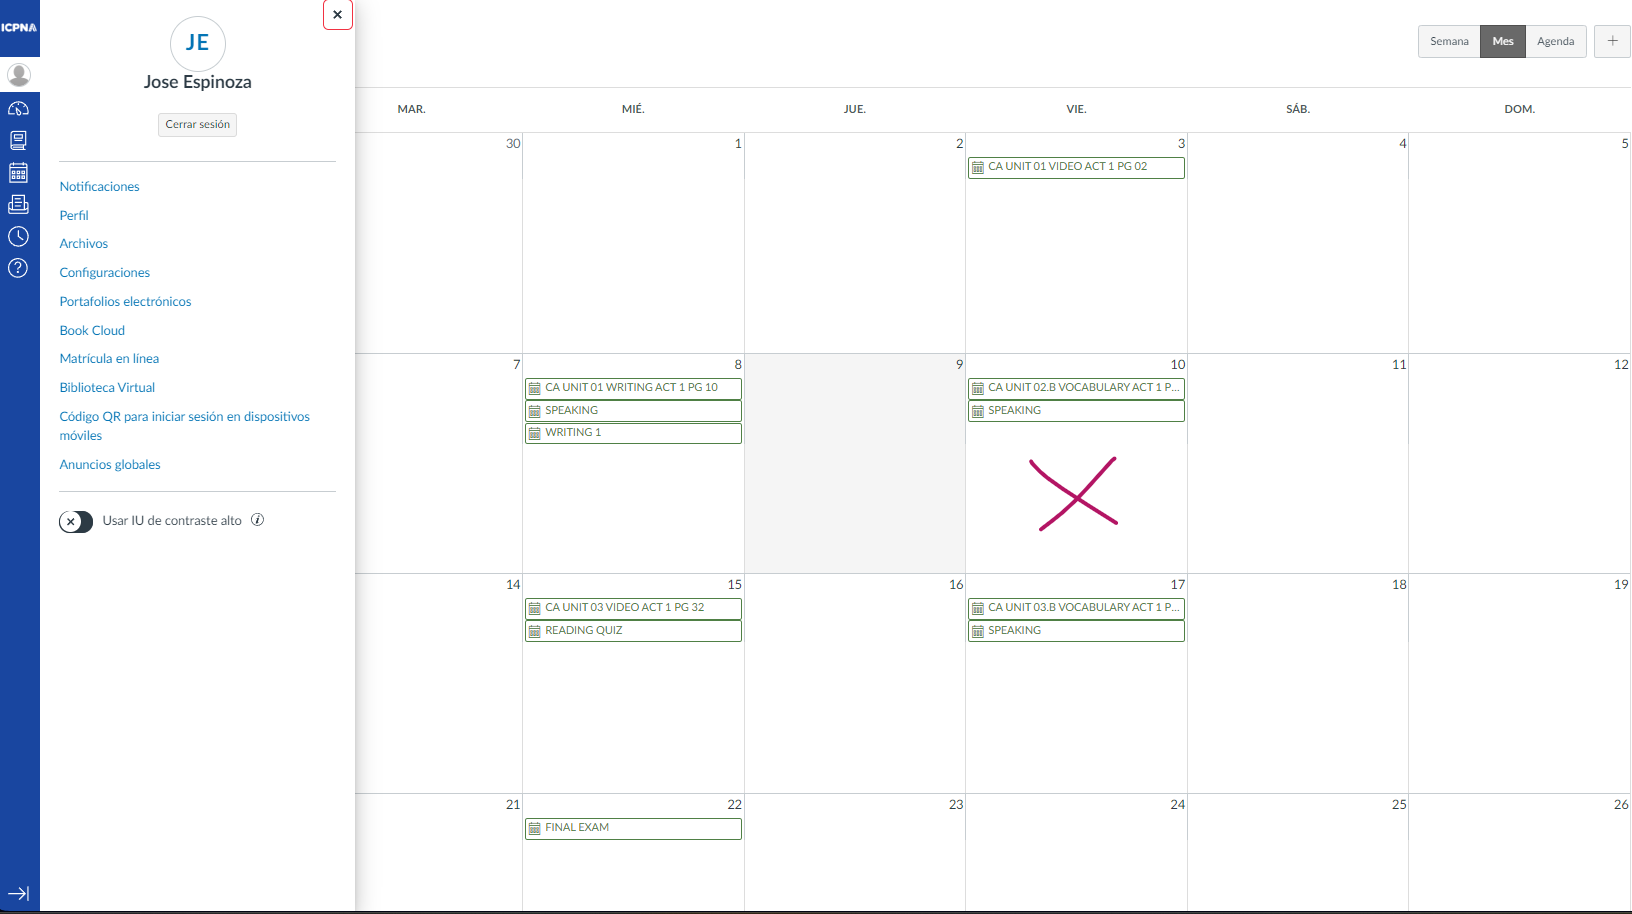 ICPNA
JE
Jose Espinoza
Cerrar sesión
Notificaciones
Perfil
Archivos
Configuraciones
Portafolios electrónicos
Book Cloud
Matrícula en línea
Biblioteca Virtual
Código QR para iniciar sesión en dispositivos
móviles
Anuncios globales
Usar IU de contraste alto
Semana Mes Agenda +
MAR. MIÉ. JUE. VIE. SÁB. DOM.
30 1 2 3 4 5
CA UNIT 01 VIDEO ACT 1 PG 02
7 8 9 10 11 12
CA UNIT 01 WRITING ACT 1 PG 10 CA UNIT 02.B VOCABULARY ACT 1 P...
SPEAKING SPEAKING
WRITING 1
14 15 16 17 18 19
CA UNIT 03 VIDEO ACT 1 PG 32 CA UNIT 03.B VOCABULARY ACT 1 P...
READING QUIZ SPEAKING
21 22 23 24 25 26
FINAL EXAM